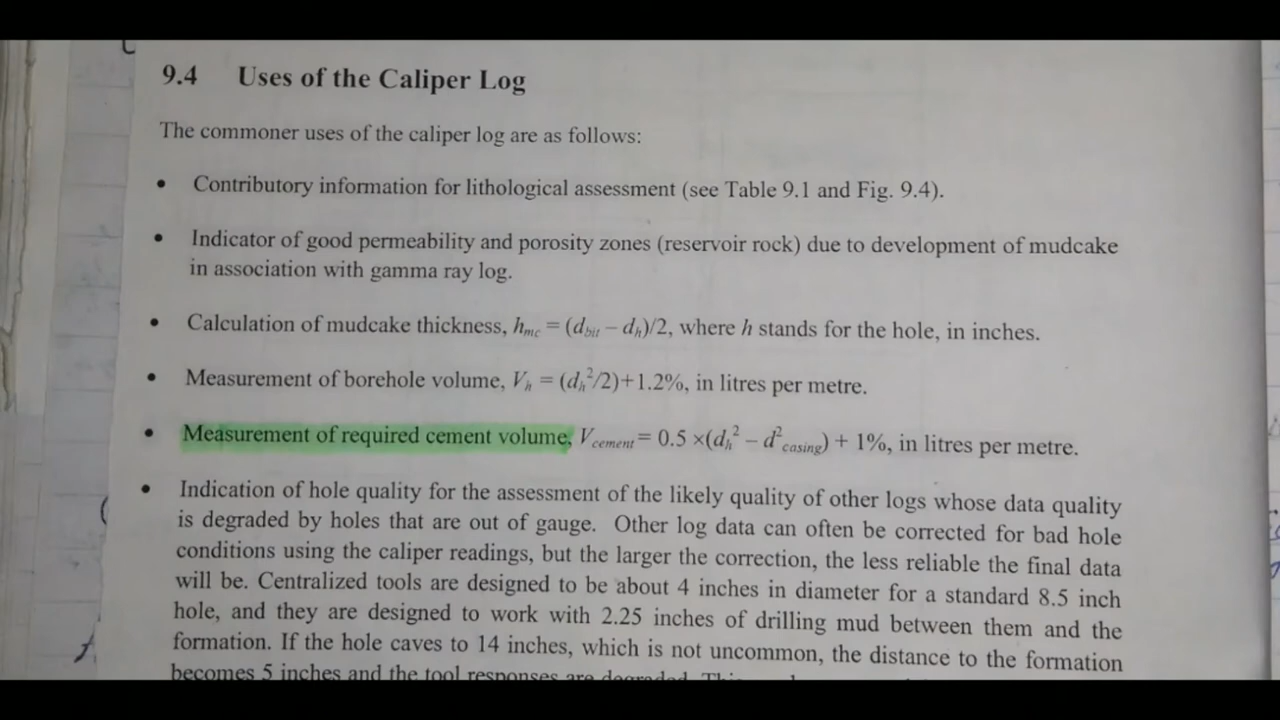 9.4 Uses of the Caliper Log
The commoner uses of the caliper log are as follows:
• Contributory information for lithological assessment (see Table 9.1 and Fig. 9.4).
• Indicator of good permeability and porosity zones (reservoir rock) due to development of mudcake
in association with gamma ray log.
• Calculation of mudcake thickness, hmc = (dbit – dh)/2, where h stands for the hole, in inches.
• Measurement of borehole volume, Vh = (dh²/2)+1.2%, in litres per metre.
• Measurement of required cement volume, Vcement = 0.5 ×(dh² – d²casing) + 1%, in litres per metre.
• Indication of hole quality for the assessment of the likely quality of other logs whose data quality
is degraded by holes that are out of gauge. Other log data can often be corrected for bad hole
conditions using the caliper readings, but the larger the correction, the less reliable the final data
will be. Centralized tools are designed to be about 4 inches in diameter for a standard 8.5 inch
hole, and they are designed to work with 2.25 inches of drilling mud between them and the
formation. If the hole caves to 14 inches, which is not uncommon, the distance to the formation
becomes 5 inches and the tool responses are degraded.